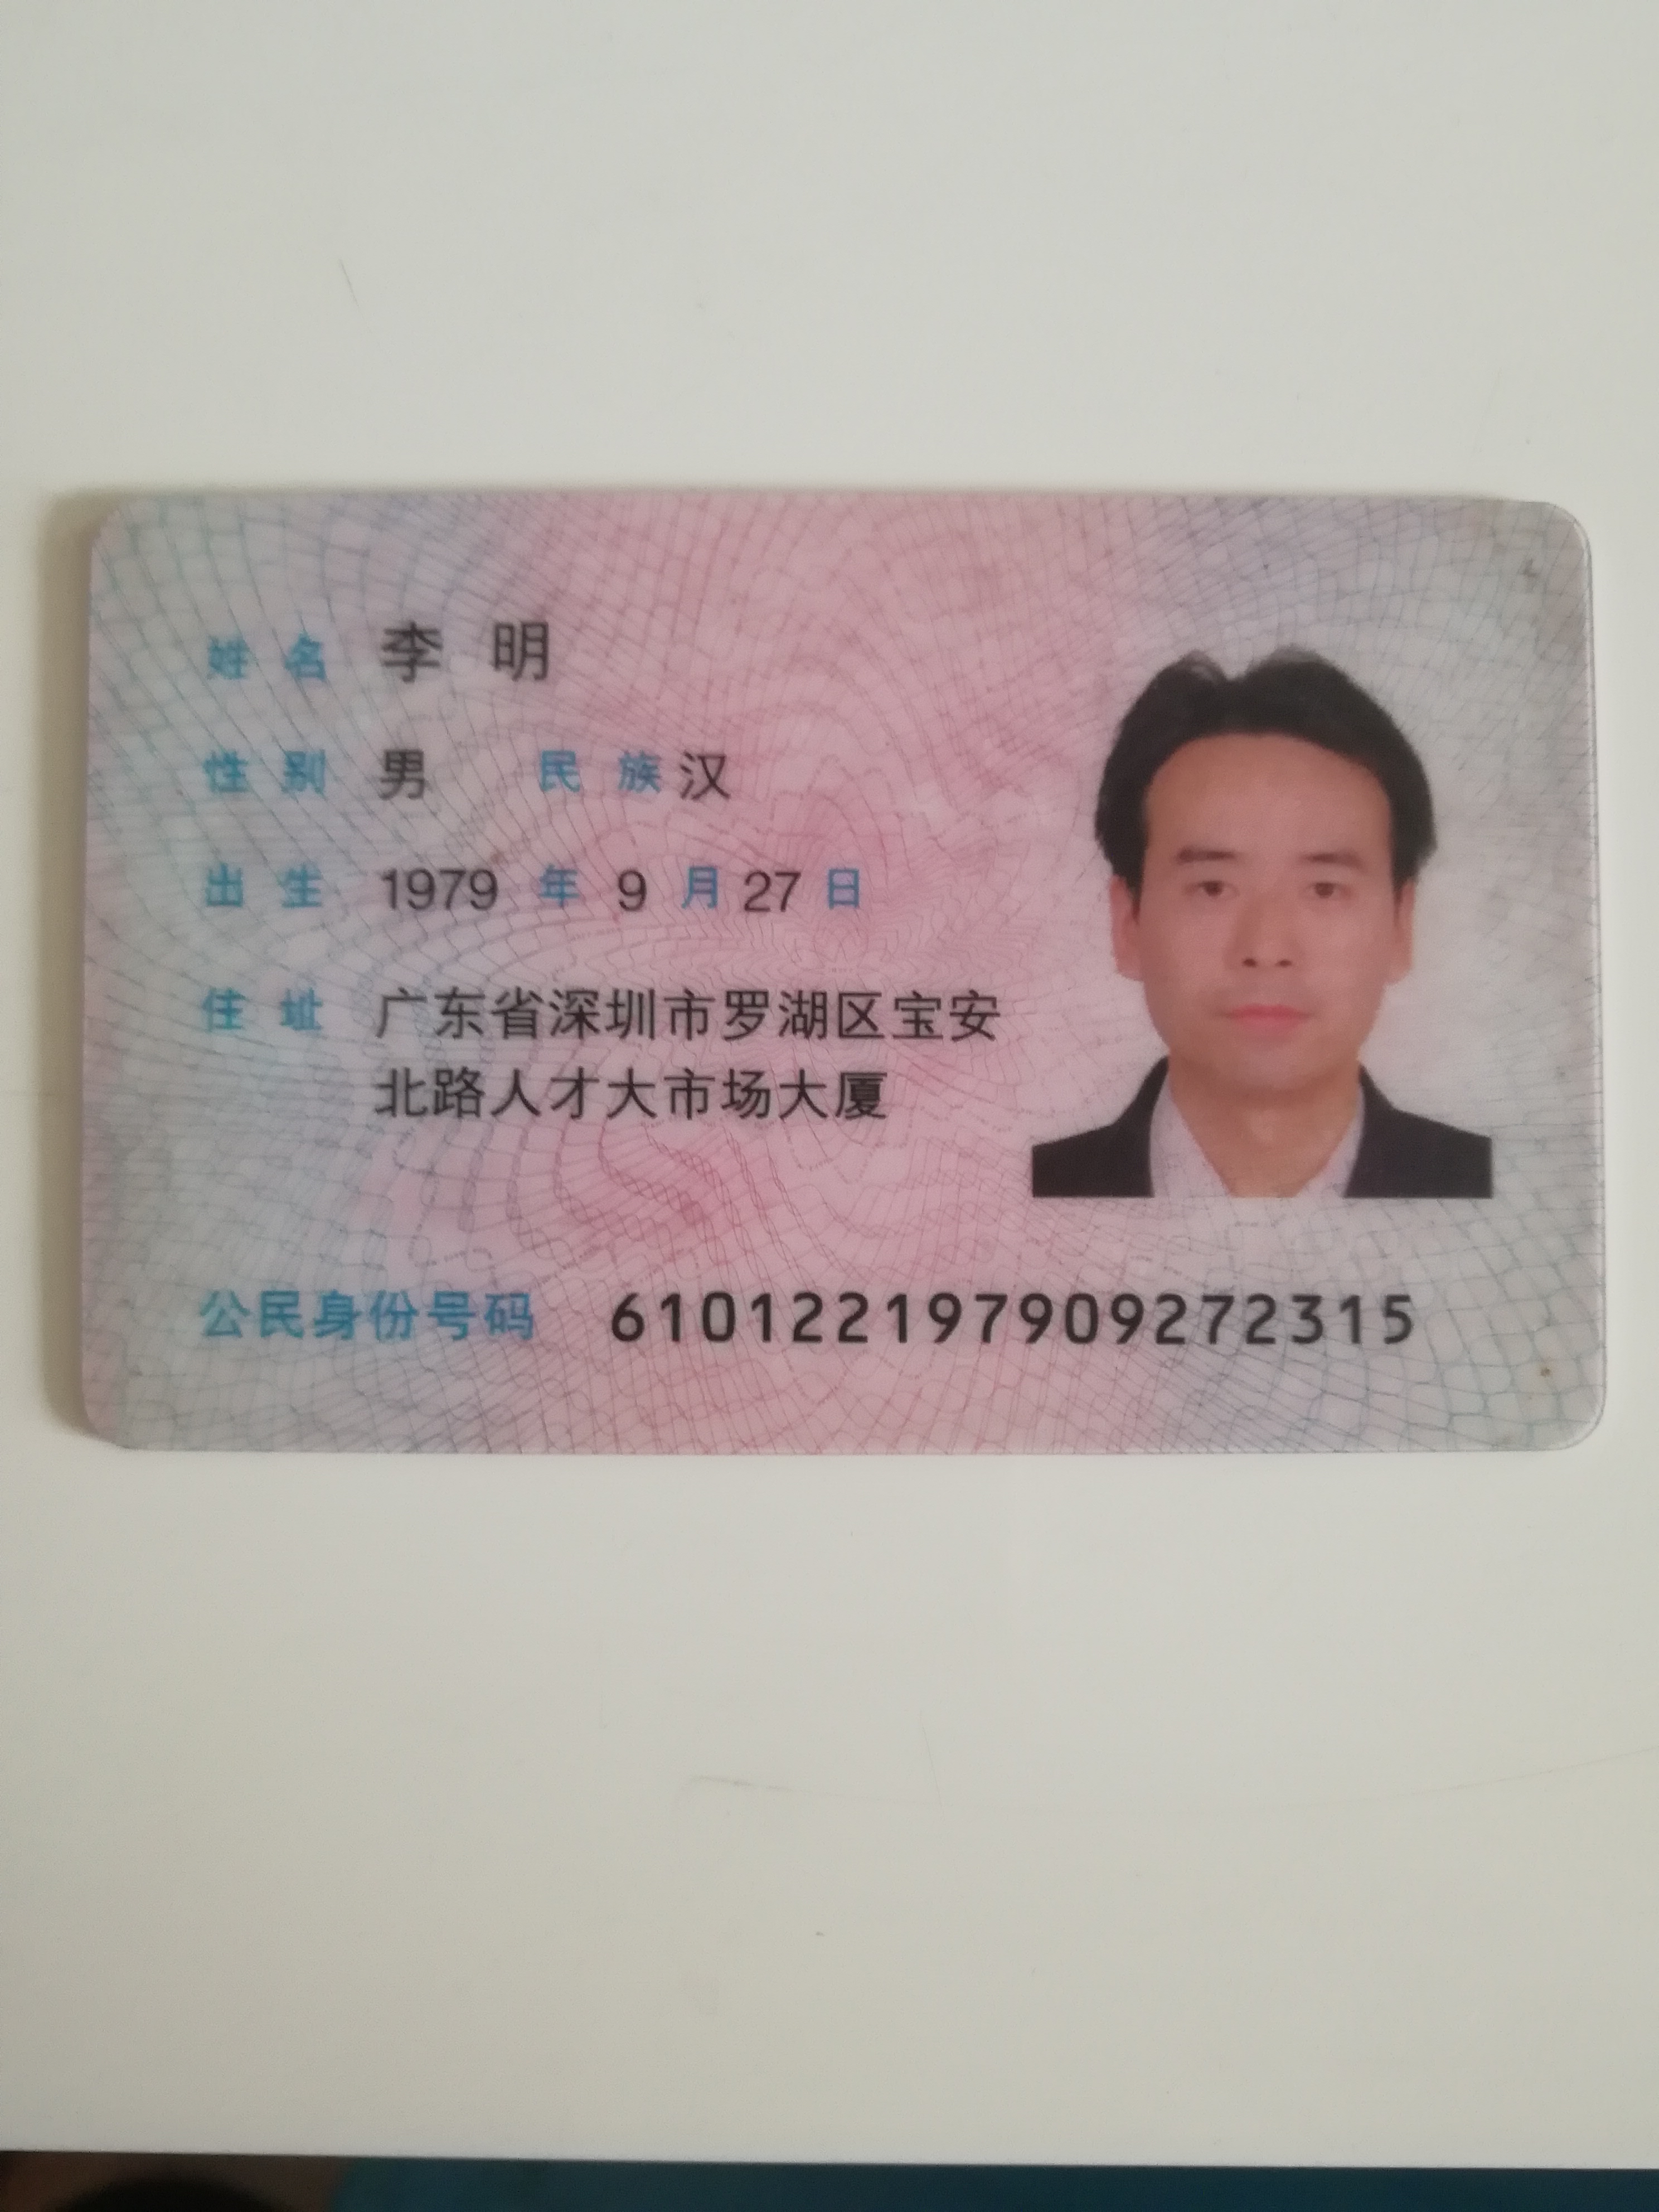 姓名 李明
性别 男 民族 汉
出生 1979 年 9 月 27 日
住址 广东省深圳市罗湖区宝安
北路人才大市场大厦
公民身份号码 610122197909272315